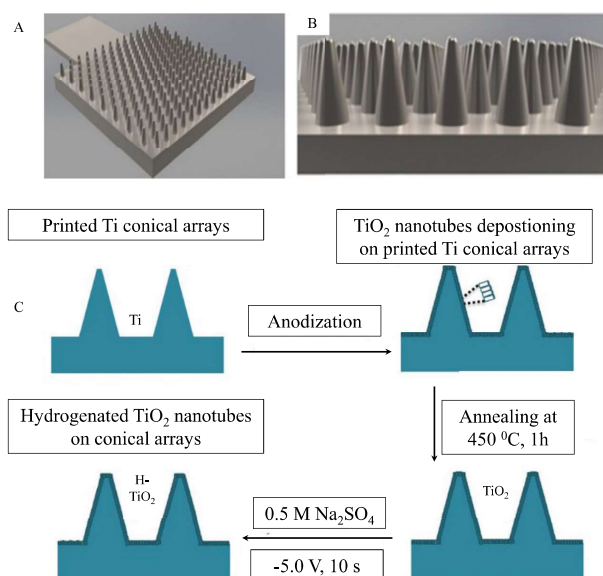 A
B
Printed Ti conical arrays
TiO₂ nanotubes depostioning
on printed Ti conical arrays
C
Ti
Anodization
Hydrogenated TiO₂ nanotubes
on conical arrays
Annealing at
450 ⁰C, 1h
H-
TiO₂
0.5 M Na₂SO₄
-5.0 V, 10 s
TiO₂